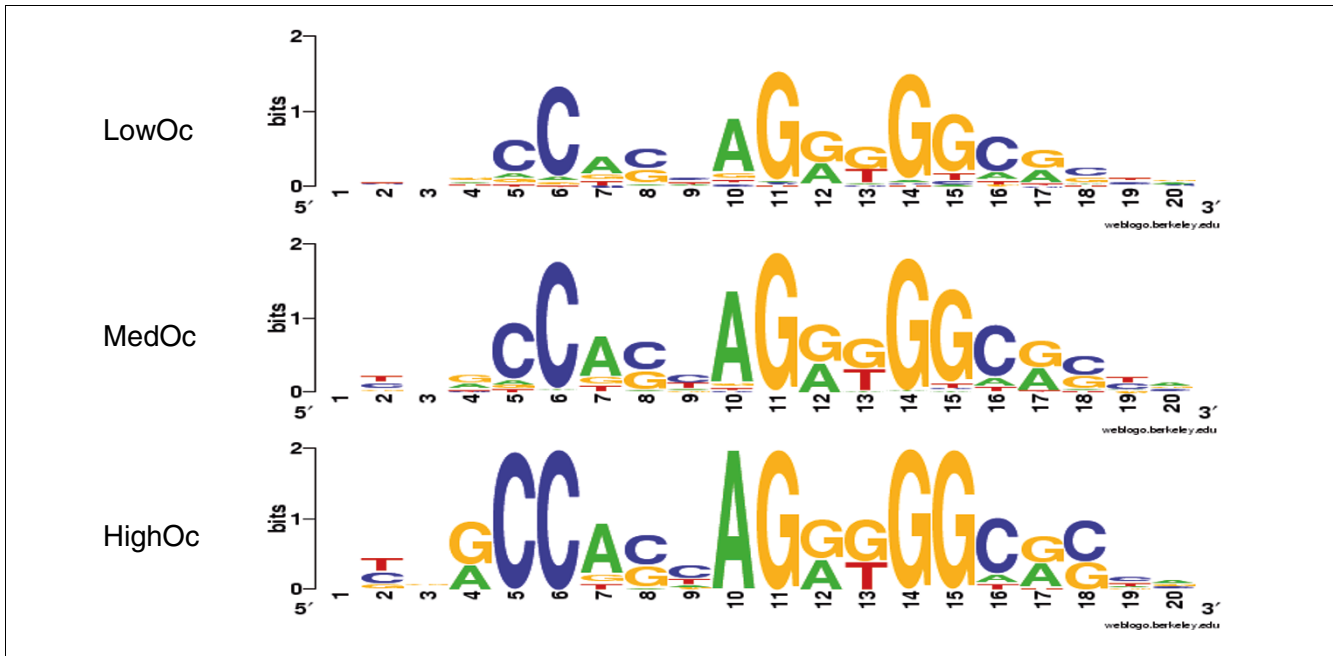 2
LowOc
bits
1
CCACAGGGGGCGC
0
1 2 3 4 5 6 7 8 9 10 11 12 13 14 15 16 17 18 19 20
5′ 3′
weblogo.berkeley.edu
2
MedOc
bits
1
TGCCACCAGGGGGCGCTA
0
1 2 3 4 5 6 7 8 9 10 11 12 13 14 15 16 17 18 19 20
5′ 3′
weblogo.berkeley.edu
2
HighOc
bits
1
TGCCACCAGGGGGCGCCA
0
1 2 3 4 5 6 7 8 9 10 11 12 13 14 15 16 17 18 19 20
5′ 3′
weblogo.berkeley.edu